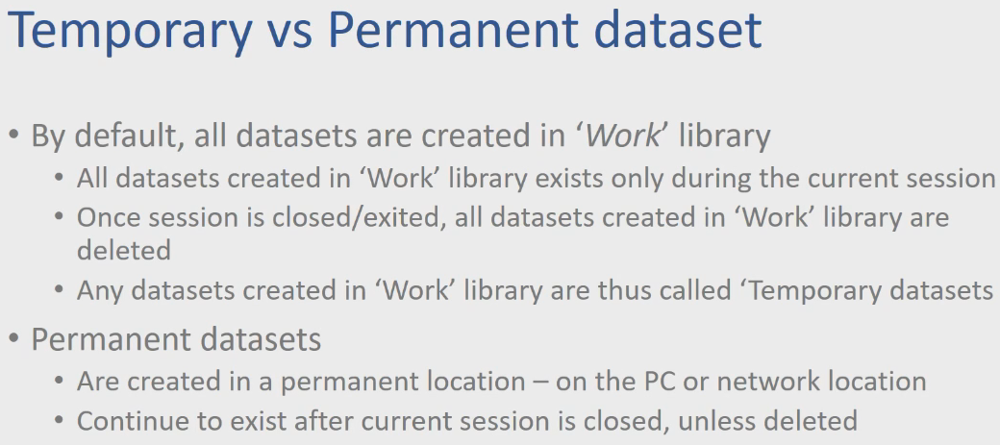 Temporary vs Permanent dataset
• By default, all datasets are created in ‘Work’ library
• All datasets created in ‘Work’ library exists only during the current session
• Once session is closed/exited, all datasets created in ‘Work’ library are
deleted
• Any datasets created in ‘Work’ library are thus called ‘Temporary datasets
• Permanent datasets
• Are created in a permanent location – on the PC or network location
• Continue to exist after current session is closed, unless deleted